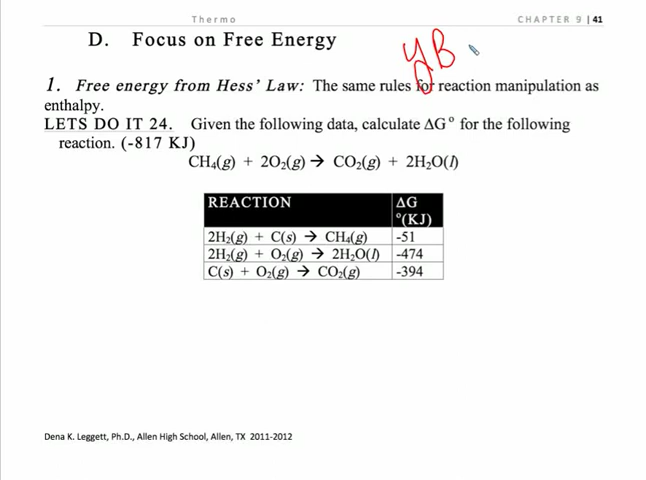 Thermo CHAPTER 9 | 41
D. Focus on Free Energy
yB
1. Free energy from Hess' Law: The same rules for reaction manipulation as
enthalpy.
LETS DO IT 24. Given the following data, calculate ΔG° for the following
reaction. (-817 KJ)
CH₄(g) + 2O₂(g) → CO₂(g) + 2H₂O(l)
REACTION ΔG
°(KJ)
2H₂(g) + C(s) → CH₄(g) -51
2H₂(g) + O₂(g) → 2H₂O(l) -474
C(s) + O₂(g) → CO₂(g) -394
Dena K. Leggett, Ph.D., Allen High School, Allen, TX 2011-2012